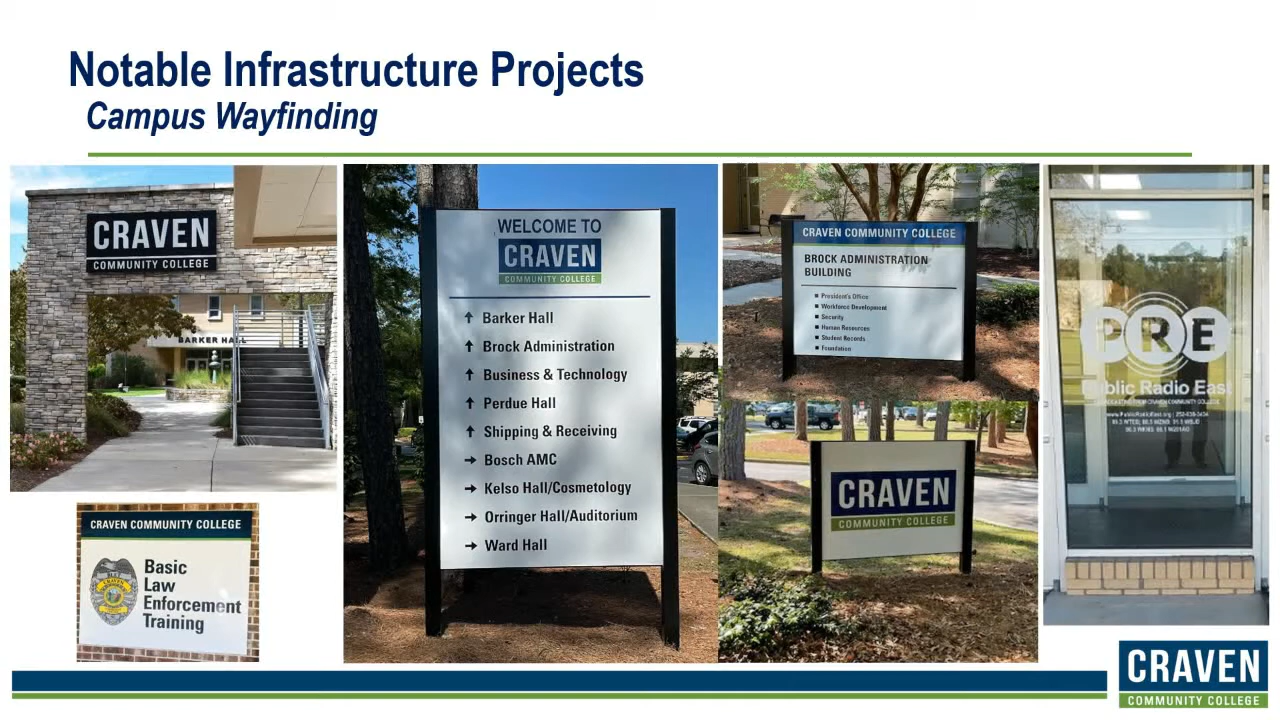 Notable Infrastructure Projects
Campus Wayfinding
CRAVEN
COMMUNITY COLLEGE
BARKER HALL
CRAVEN COMMUNITY COLLEGE
Basic
Law
Enforcement
Training
WELCOME TO
CRAVEN
COMMUNITY COLLEGE
↑ Barker Hall
↑ Brock Administration
↑ Business & Technology
↑ Perdue Hall
↑ Shipping & Receiving
→ Bosch AMC
→ Kelso Hall/Cosmetology
→ Orringer Hall/Auditorium
→ Ward Hall
CRAVEN COMMUNITY COLLEGE
BROCK ADMINISTRATION
BUILDING
■ President's Office
■ Workforce Development
■ Security
■ Human Resources
■ Student Records
■ Foundation
CRAVEN
COMMUNITY COLLEGE
PRE
Public Radio East
CRAVEN
COMMUNITY COLLEGE